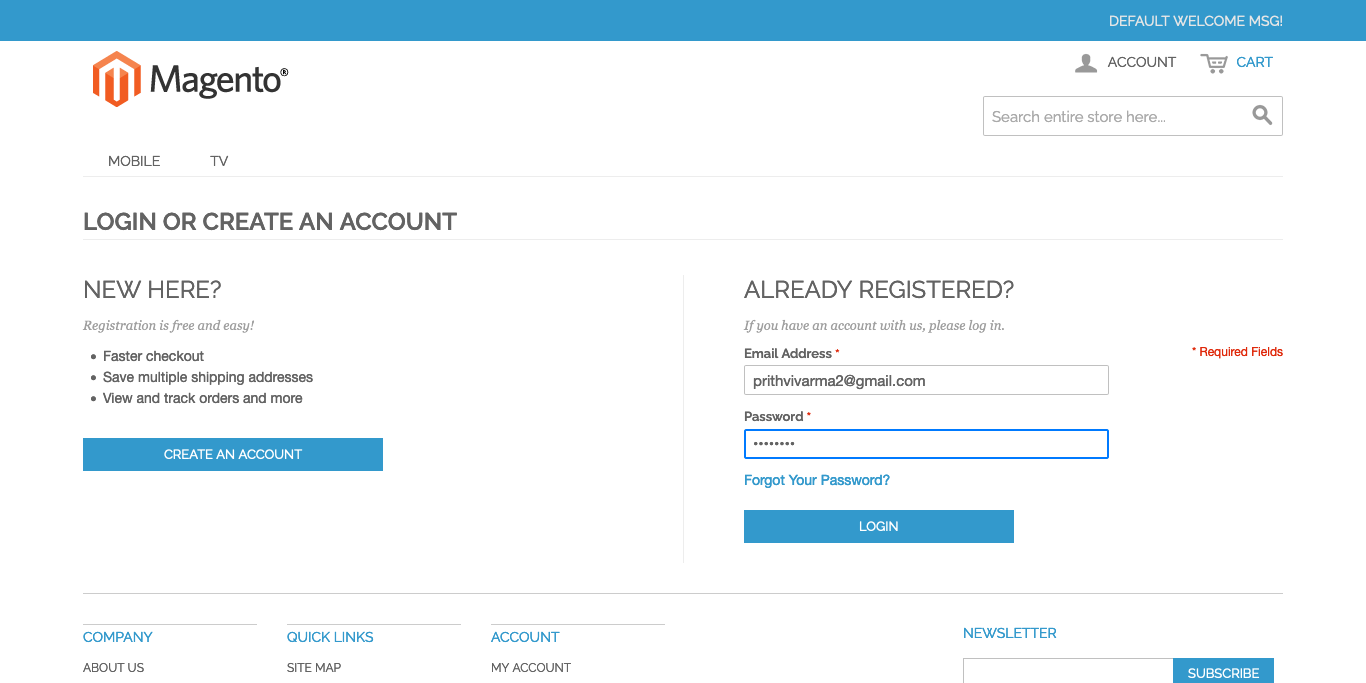 DEFAULT WELCOME MSG!
Magento®
ACCOUNT
CART
Search entire store here...
MOBILE
TV
LOGIN OR CREATE AN ACCOUNT
NEW HERE?
Registration is free and easy!
• Faster checkout
• Save multiple shipping addresses
• View and track orders and more
CREATE AN ACCOUNT
ALREADY REGISTERED?
If you have an account with us, please log in.
* Required Fields
Email Address *
prithvivarma2@gmail.com
Password *
••••••••
Forgot Your Password?
LOGIN
COMPANY
ABOUT US
QUICK LINKS
SITE MAP
ACCOUNT
MY ACCOUNT
NEWSLETTER
SUBSCRIBE